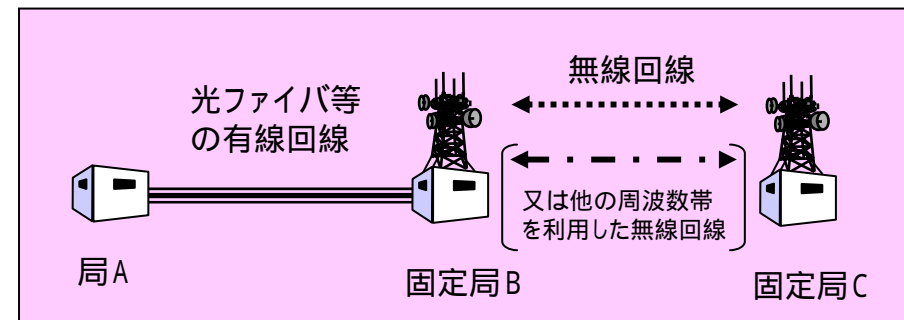 無線回線
光ファイバ等
の有線回線
又は他の周波数帯
を利用した無線回線
局A
固定局B
固定局C